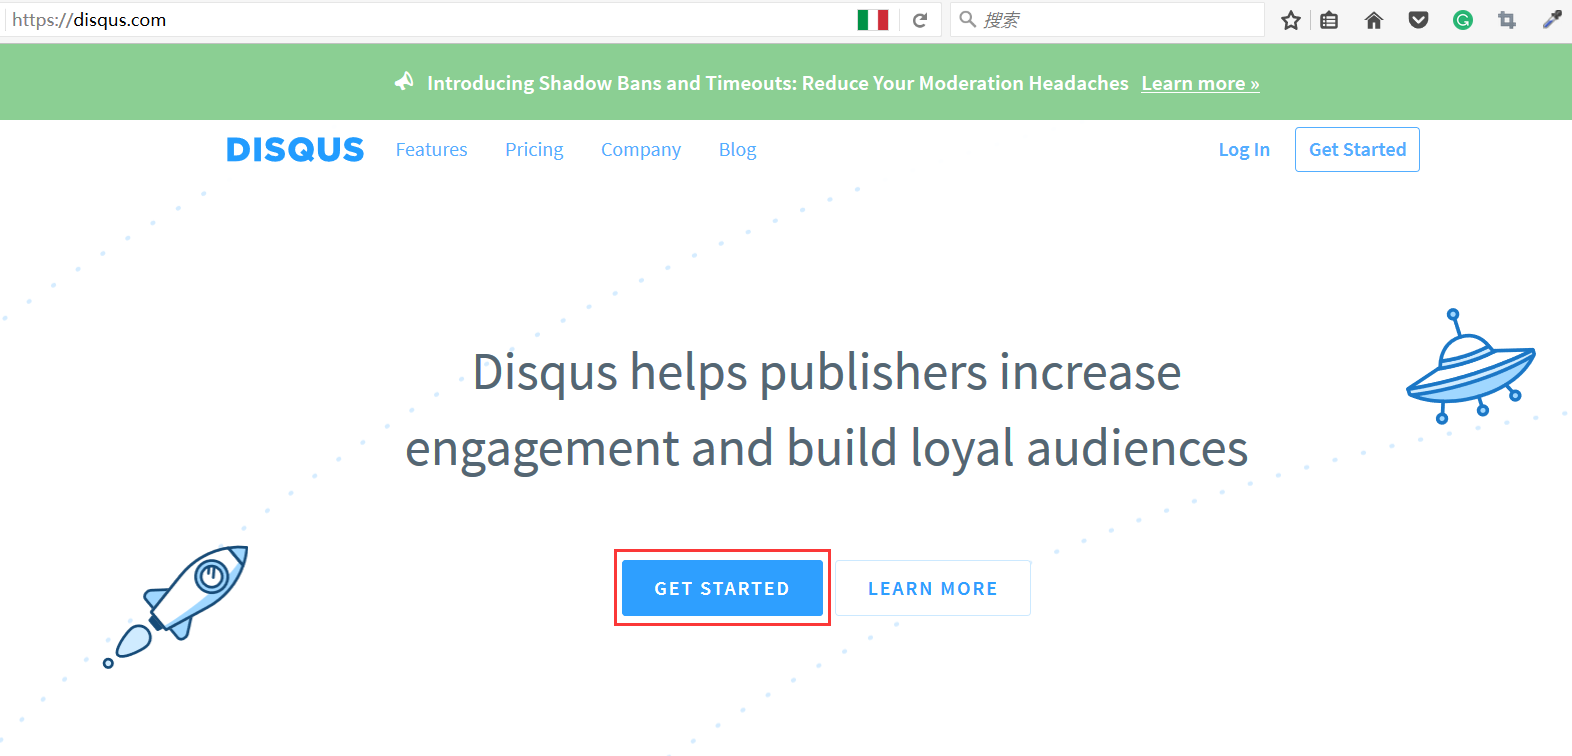 https://disqus.com
搜索
Introducing Shadow Bans and Timeouts: Reduce Your Moderation Headaches Learn more »
DISQUS Features Pricing Company Blog Log In Get Started
Disqus helps publishers increase
engagement and build loyal audiences
GET STARTED LEARN MORE